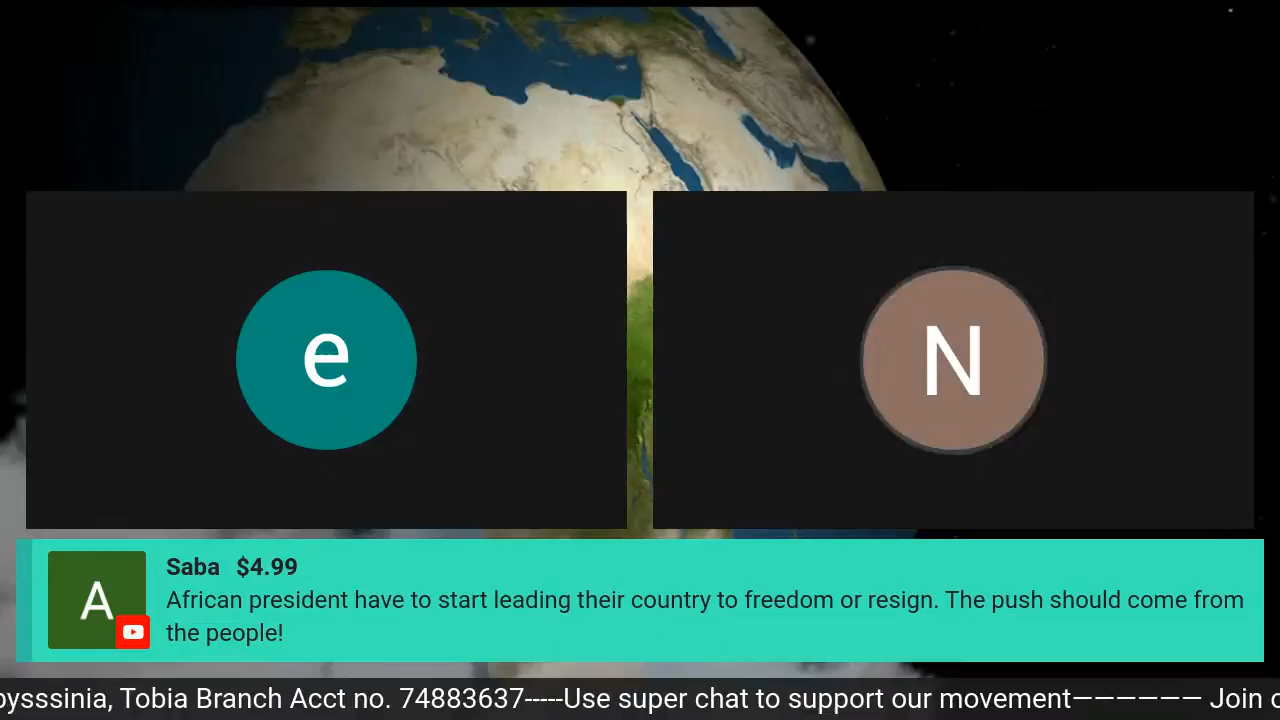 e
N
A
Saba $4.99
African president have to start leading their country to freedom or resign. The push should come from
the people!
bysssinia, Tobia Branch Acct no. 74883637-----Use super chat to support our movement—————— Join